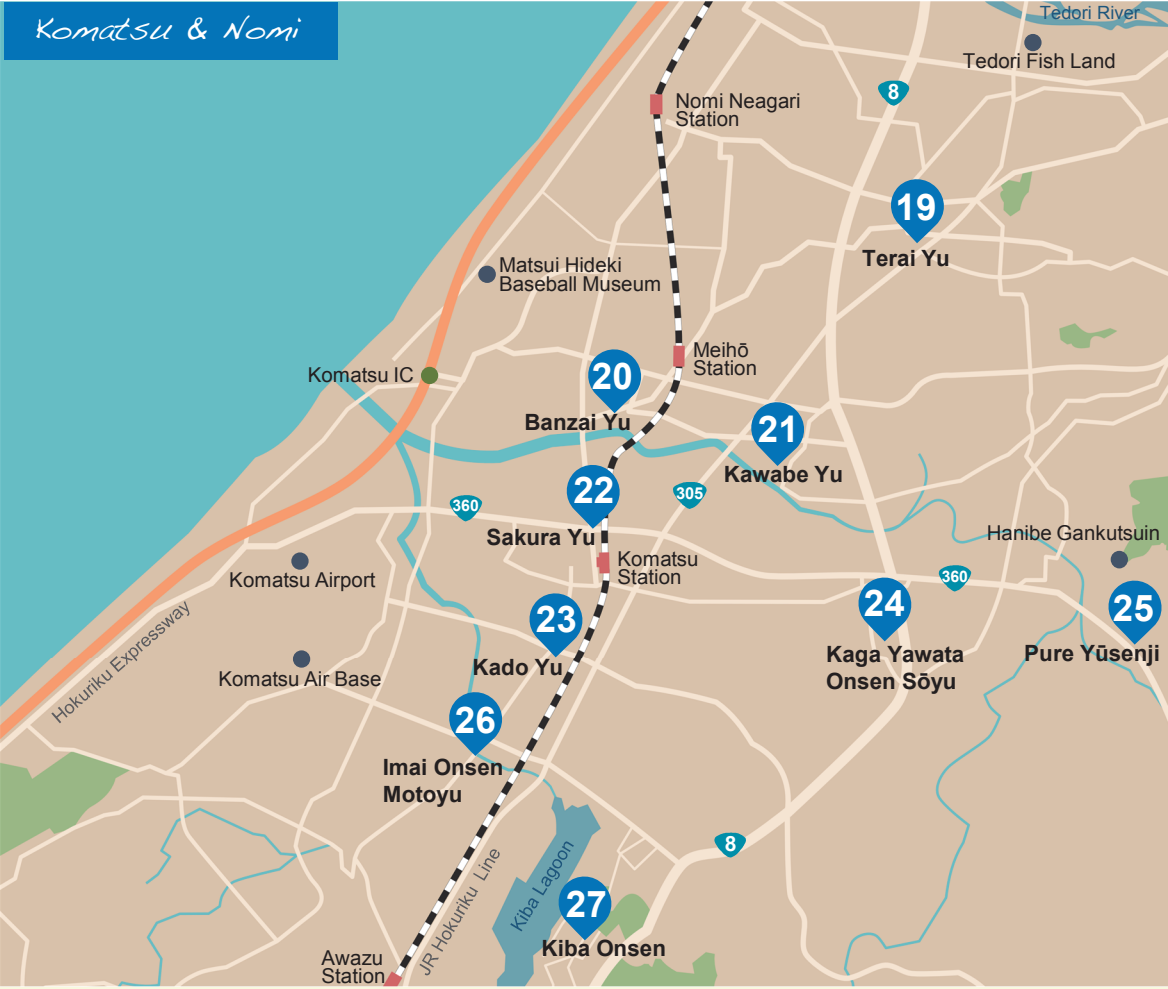 Komatsu & Nomi
Tedori River
Tedori Fish Land
8
Nomi Neagari
Station
19
Terai Yu
Matsui Hideki
Baseball Museum
Meihō
Station
Komatsu IC
20
Banzai Yu
21
Kawabe Yu
22
Sakura Yu
305
360
Hanibe Gankutsuin
Komatsu Airport
Komatsu
Station
360
24
Kaga Yawata
Onsen Sōyu
25
Pure Yūsenji
23
Kado Yu
Hokuriku Expressway
Komatsu Air Base
26
Imai Onsen
Motoyu
8
Kiba Lagoon
27
Kiba Onsen
JR Hokuriku Line
Awazu
Station